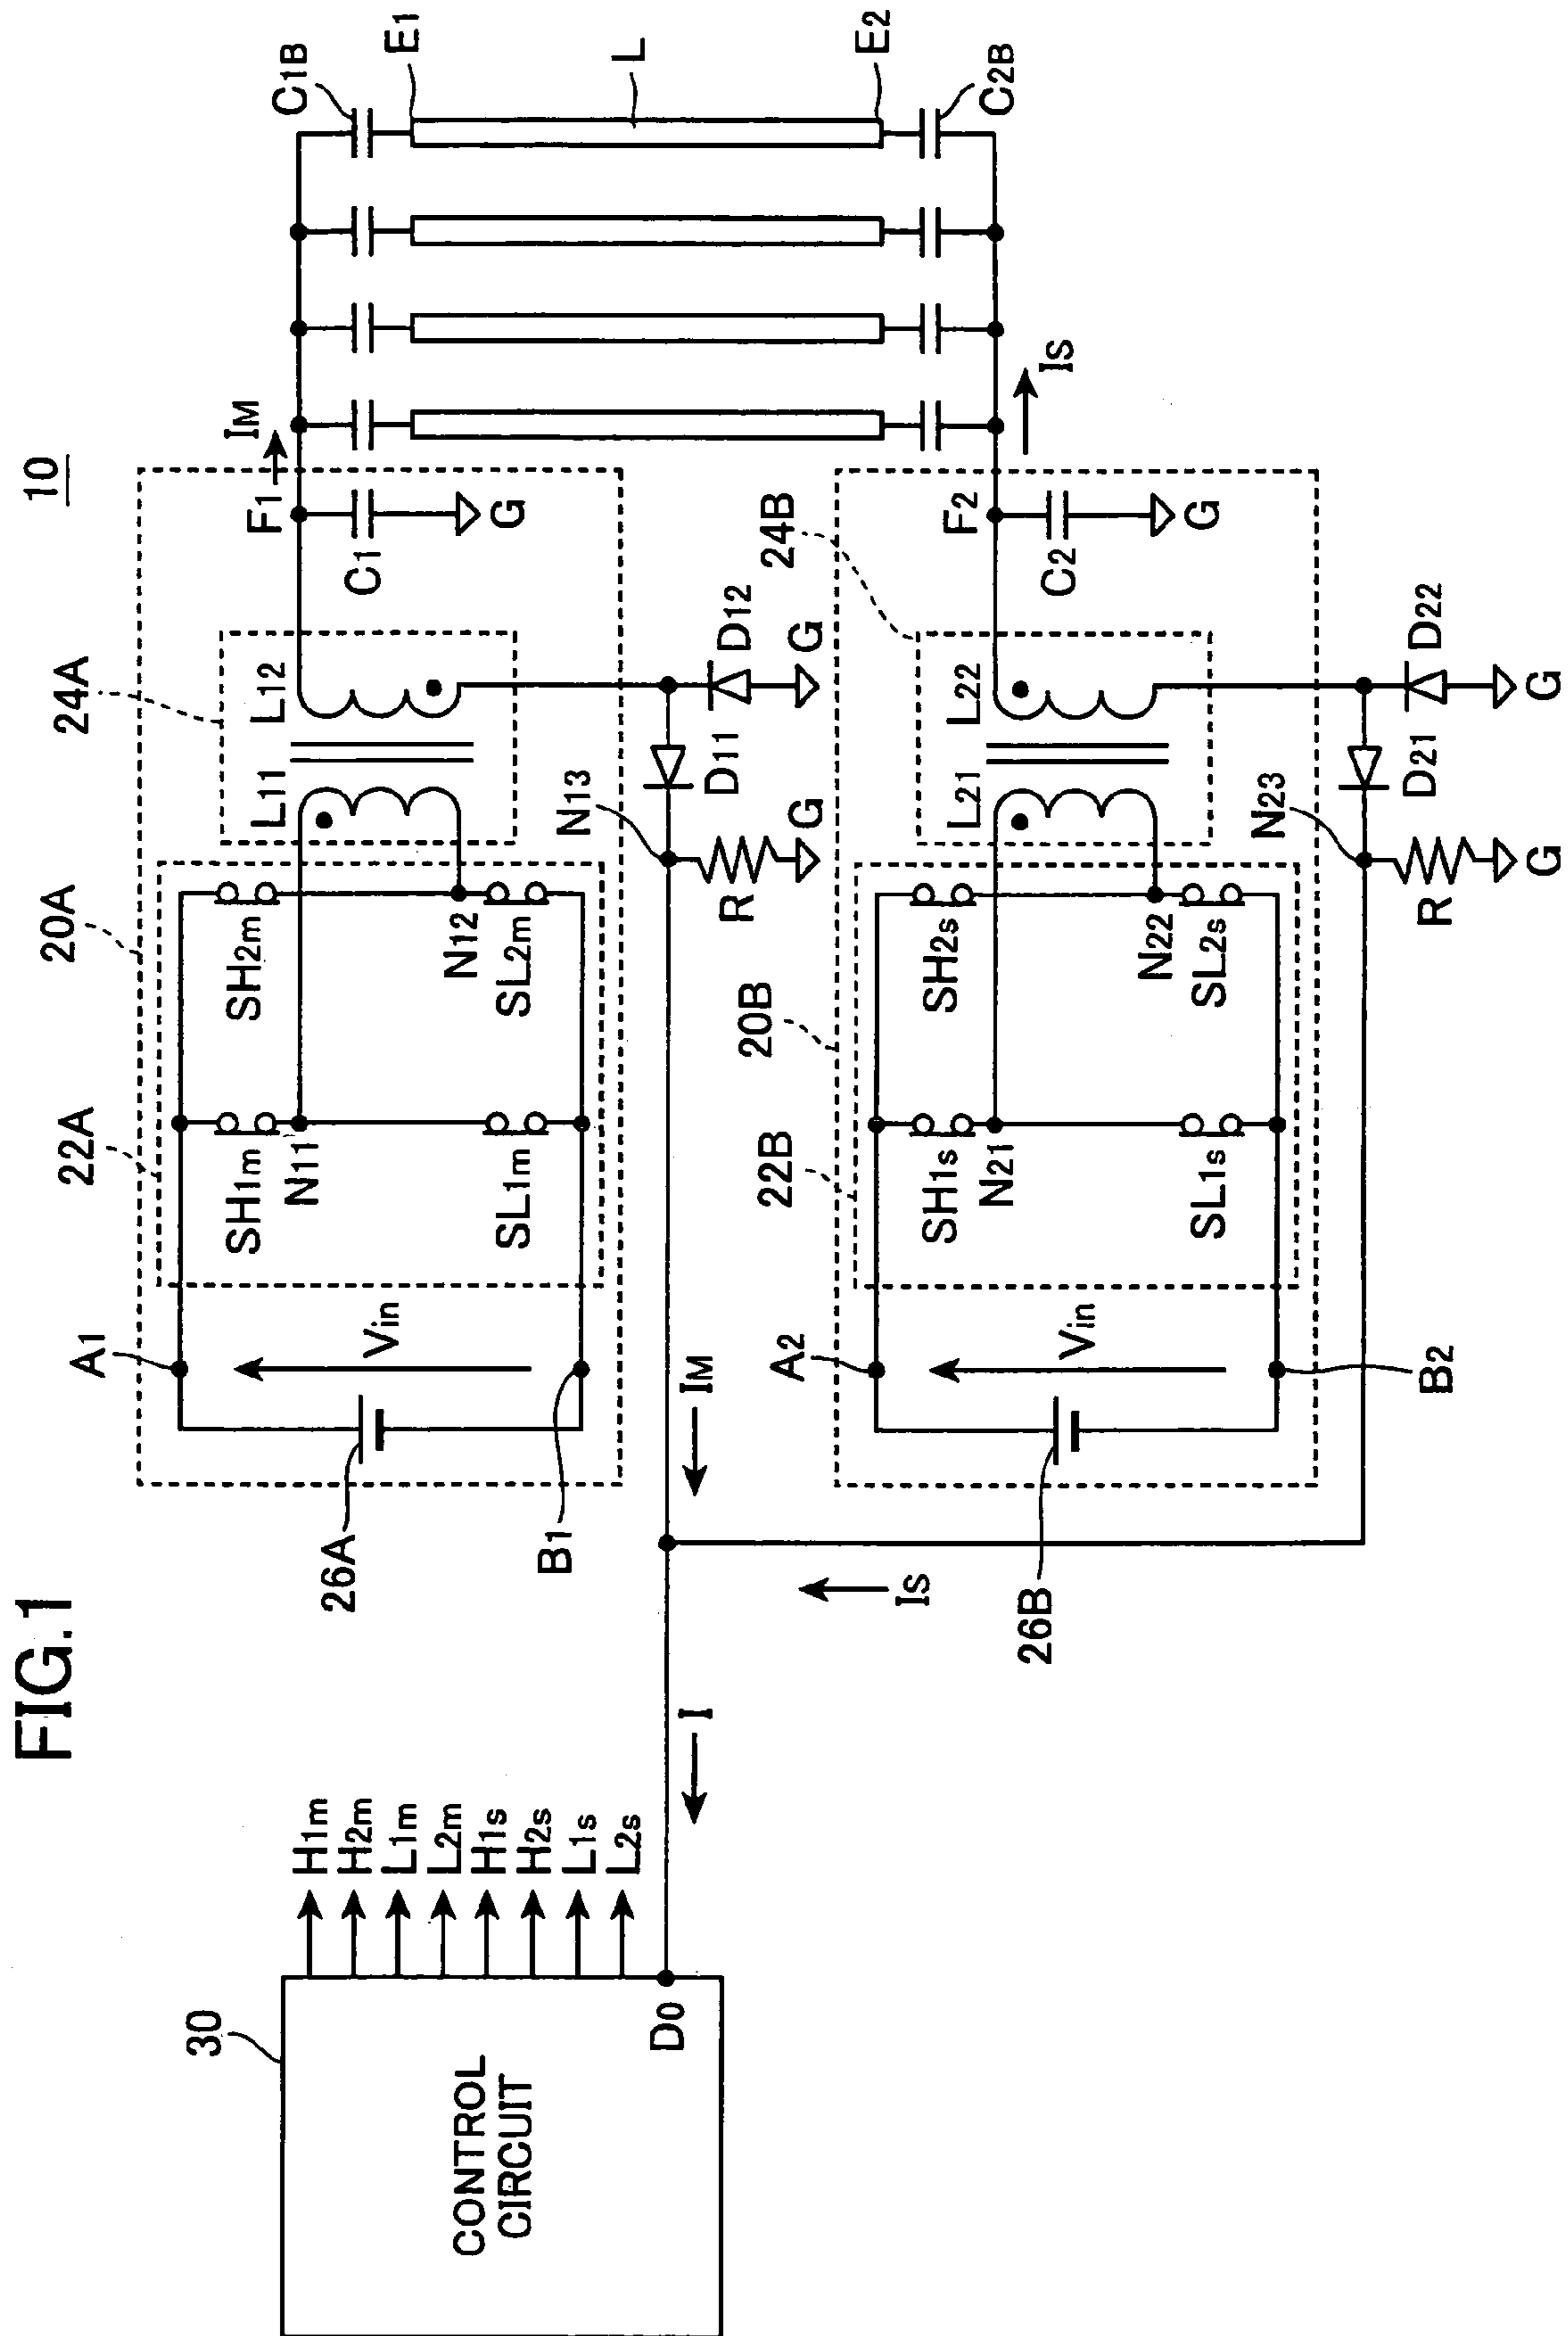 FIG.1
10
30
CONTROL
CIRCUIT
H1m
H2m
L1m
L2m
H1s
H2s
L1s
L2s
D0
I
IM
IS
20A
22A
24A
26A
A1
B1
Vin
SH1m
SH2m
N11
N12
SL1m
SL2m
L11
L12
F1
IM
C1
G
N13
D11
D12
R
G
G
C1B
E1
L
E2
C2B
20B
22B
24B
26B
A2
B2
Vin
SH1s
SH2s
N21
N22
SL1s
SL2s
L21
L22
F2
IS
C2
G
N23
D21
D22
R
G
G